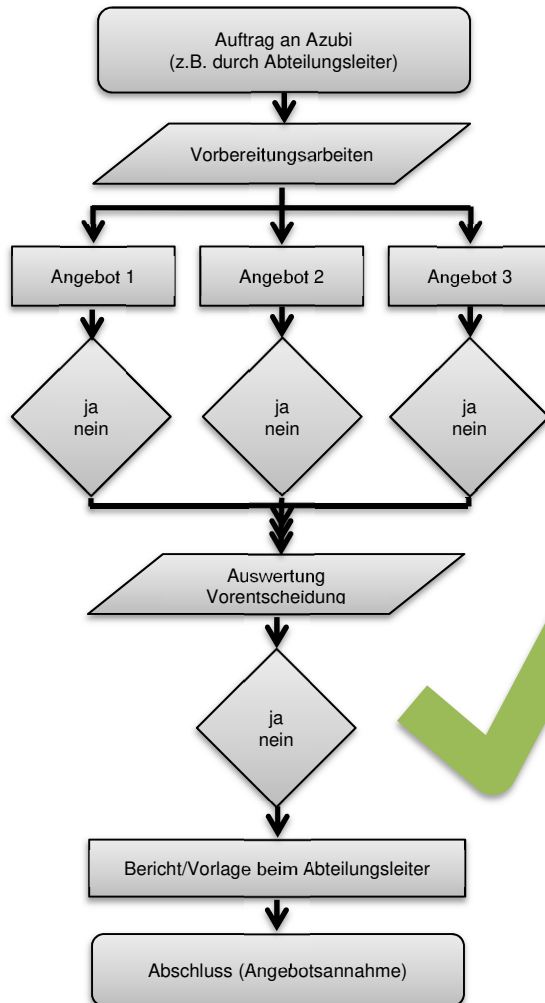 Auftrag an Azubi
(z.B. durch Abteilungsleiter)
Vorbereitungsarbeiten
Angebot 1
Angebot 2
Angebot 3
ja
nein
ja
nein
ja
nein
Auswertung
Vorentscheidung
ja
nein
Bericht/Vorlage beim Abteilungsleiter
Abschluss (Angebotsannahme)